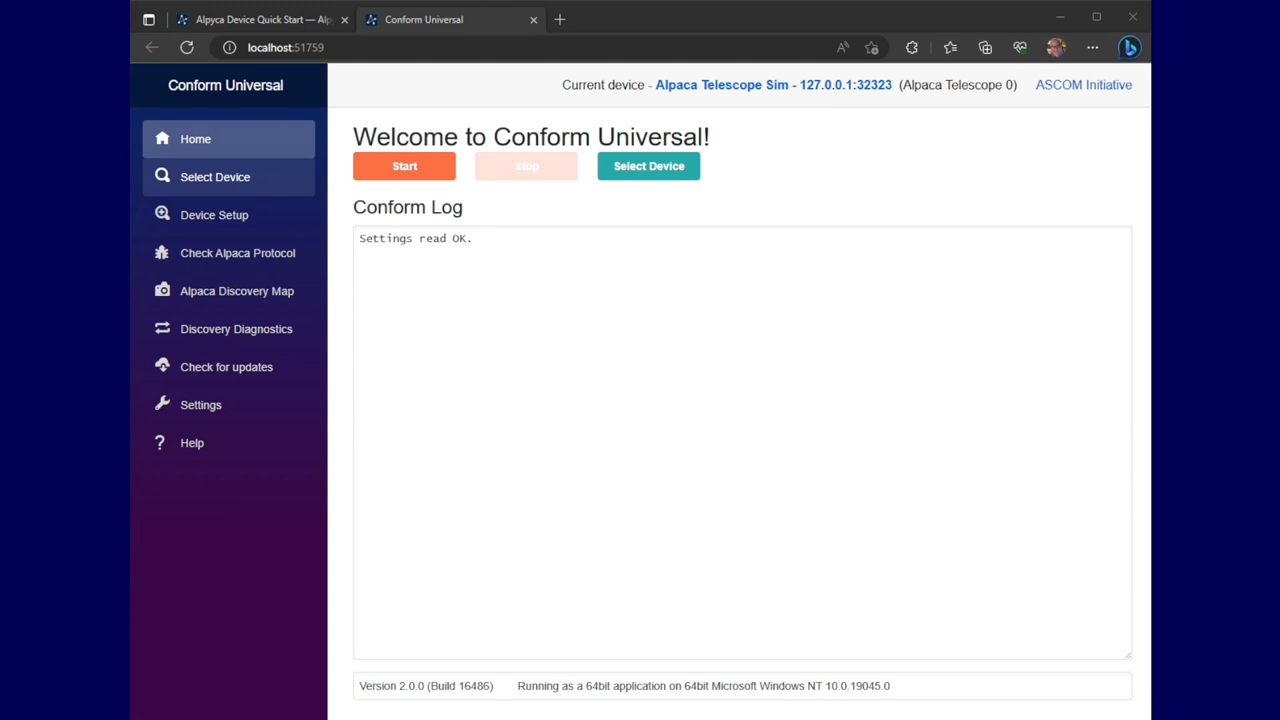 Alpyca Device Quick Start — Alp
Conform Universal
localhost:51759
Conform Universal
Current device - Alpaca Telescope Sim - 127.0.0.1:32323 (Alpaca Telescope 0) ASCOM Initiative
Home
Select Device
Device Setup
Check Alpaca Protocol
Alpaca Discovery Map
Discovery Diagnostics
Check for updates
Settings
Help
Welcome to Conform Universal!
Start Stop Select Device
Conform Log
Settings read OK.
Version 2.0.0 (Build 16486) Running as a 64bit application on 64bit Microsoft Windows NT 10.0.19045.0